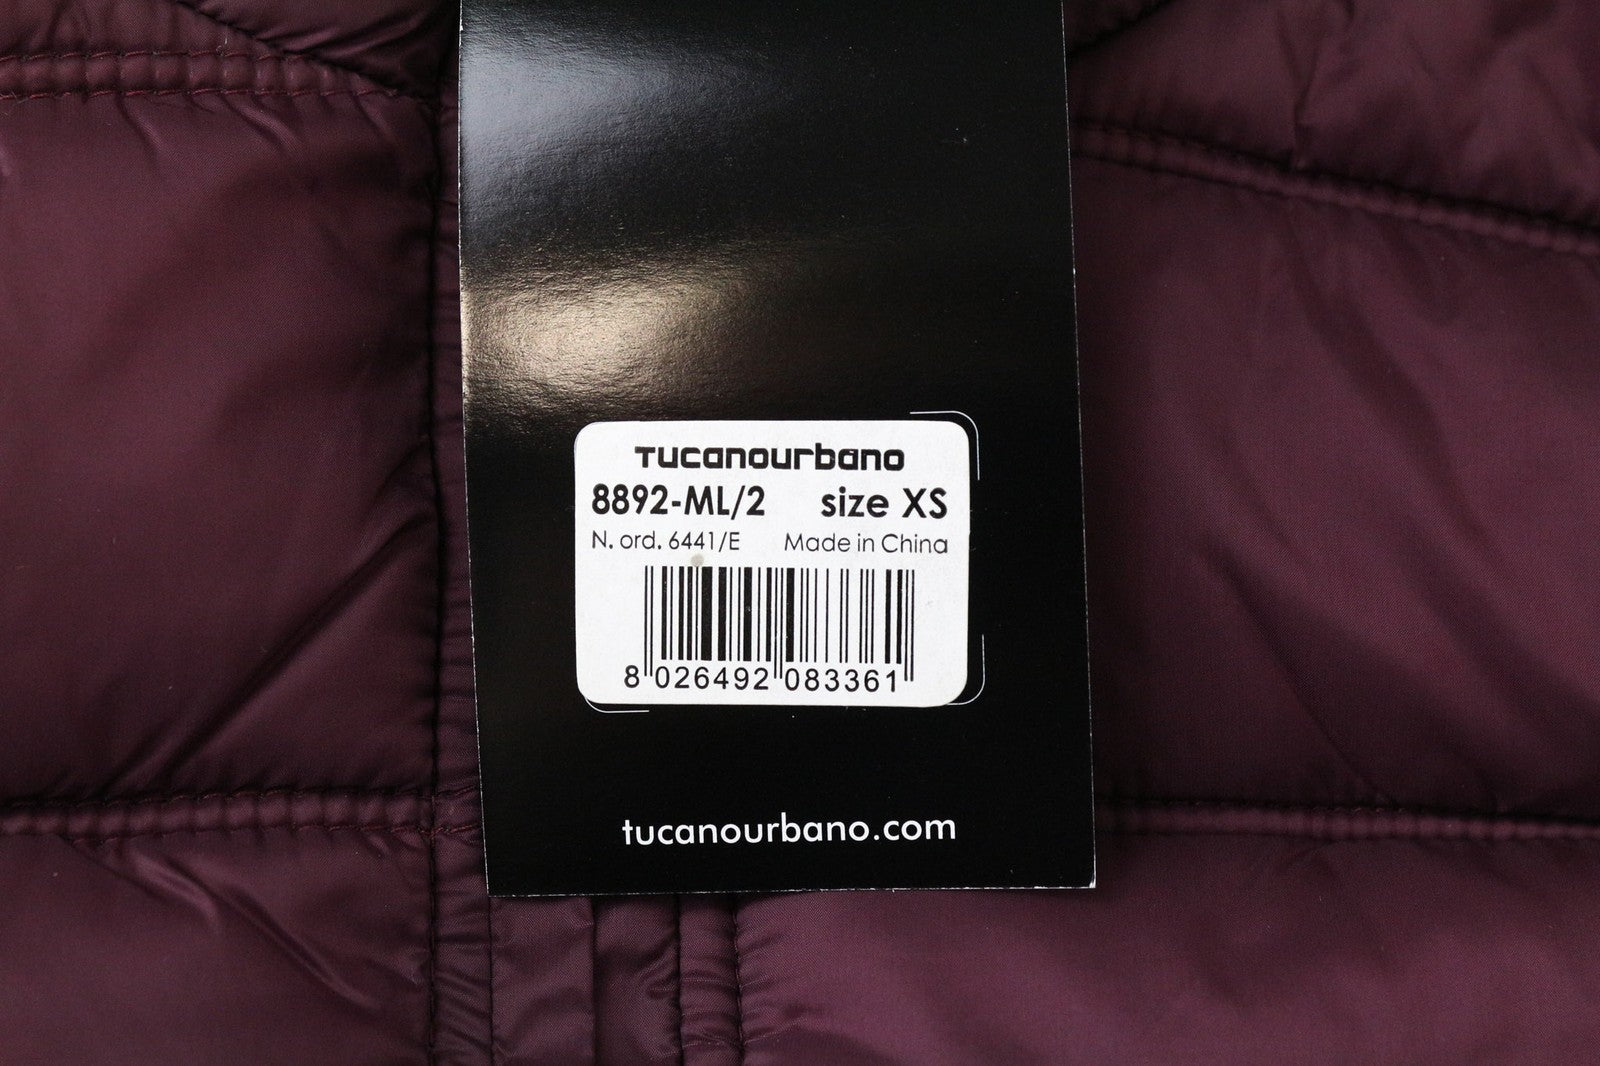 TUCANOURBANO
8892-ML/2 size XS
N. ord. 6441/E Made in China
8 026492 083361
tucanourbano.com